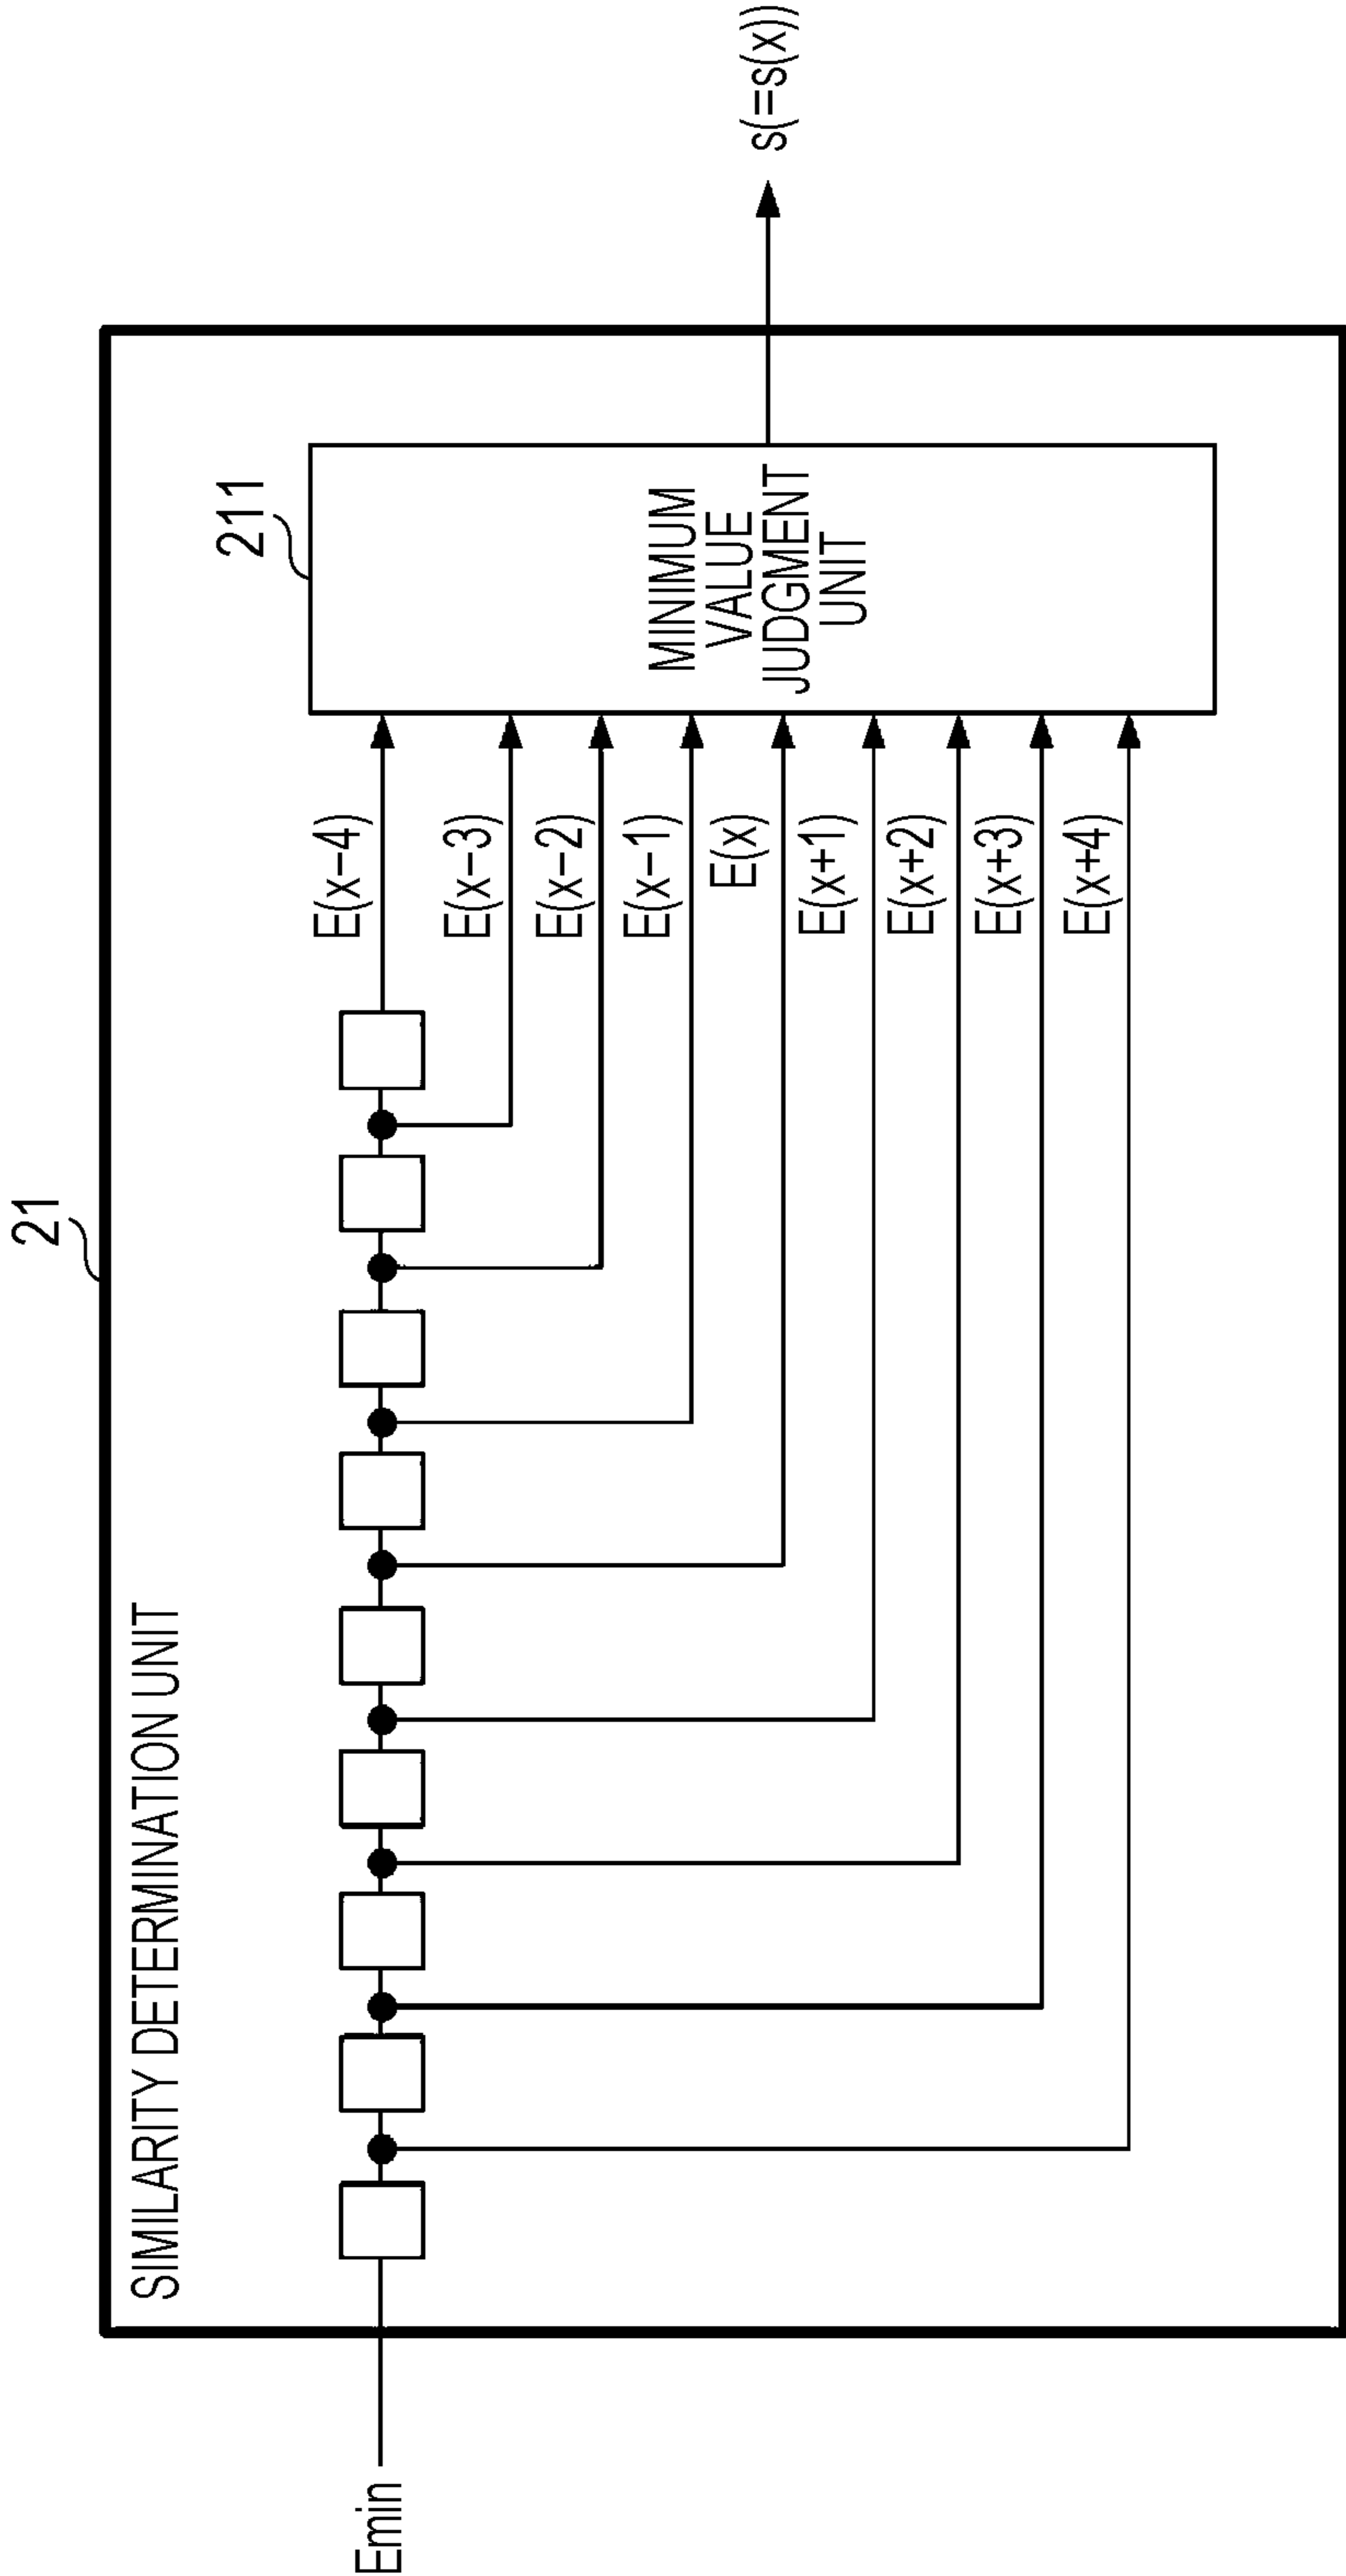 21
SIMILARITY DETERMINATION UNIT
211
Emin
E(x-4)
E(x-3)
E(x-2)
E(x-1)
E(x)
E(x+1)
E(x+2)
E(x+3)
E(x+4)
MINIMUM
VALUE
JUDGMENT
UNIT
s(=s(x))